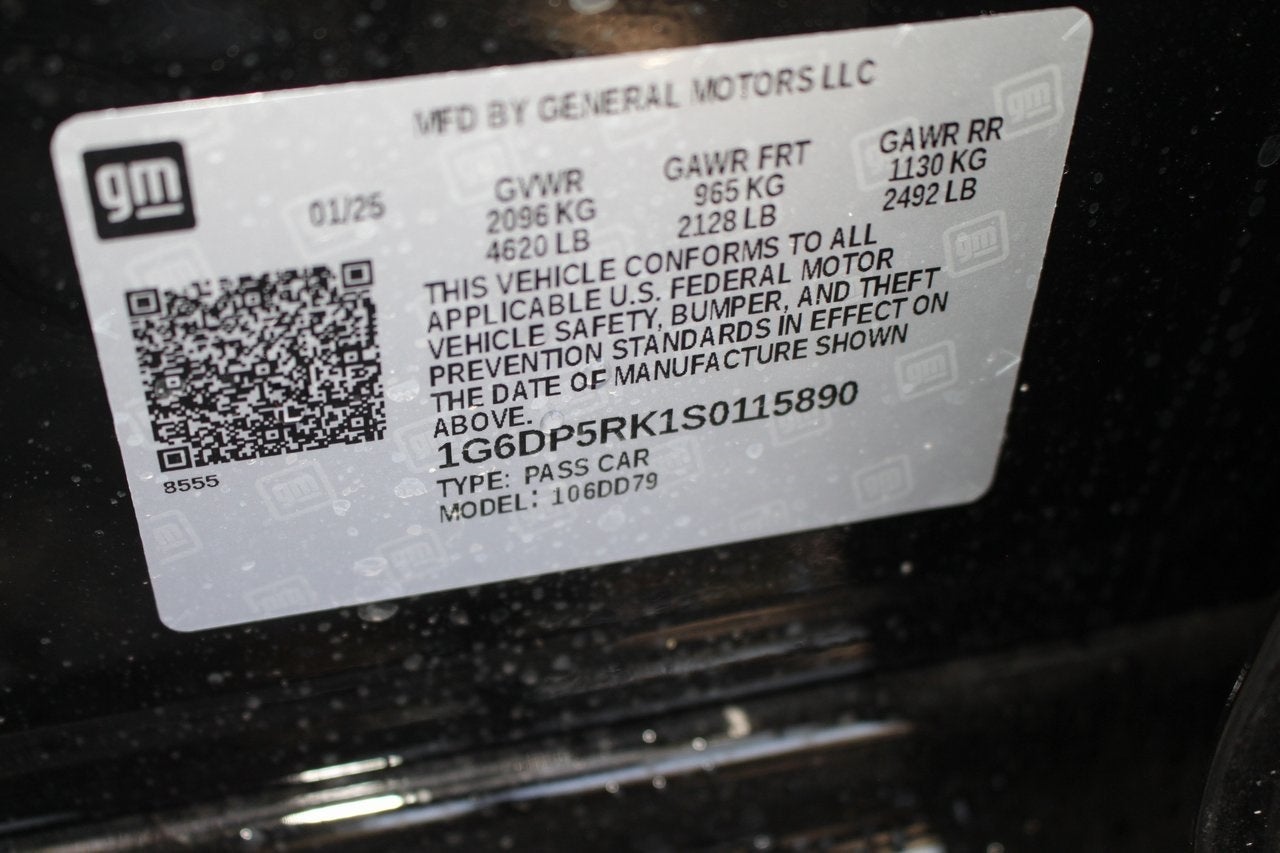 MFD BY GENERAL MOTORS LLC
gm
01/25
GVWR
2096 KG
4620 LB
GAWR FRT
965 KG
2128 LB
GAWR RR
1130 KG
2492 LB
THIS VEHICLE CONFORMS TO ALL
APPLICABLE U.S. FEDERAL MOTOR
VEHICLE SAFETY, BUMPER, AND THEFT
PREVENTION STANDARDS IN EFFECT ON
THE DATE OF MANUFACTURE SHOWN
ABOVE.
1G6DP5RK1S0115890
TYPE: PASS CAR
MODEL: 106DD79
8555